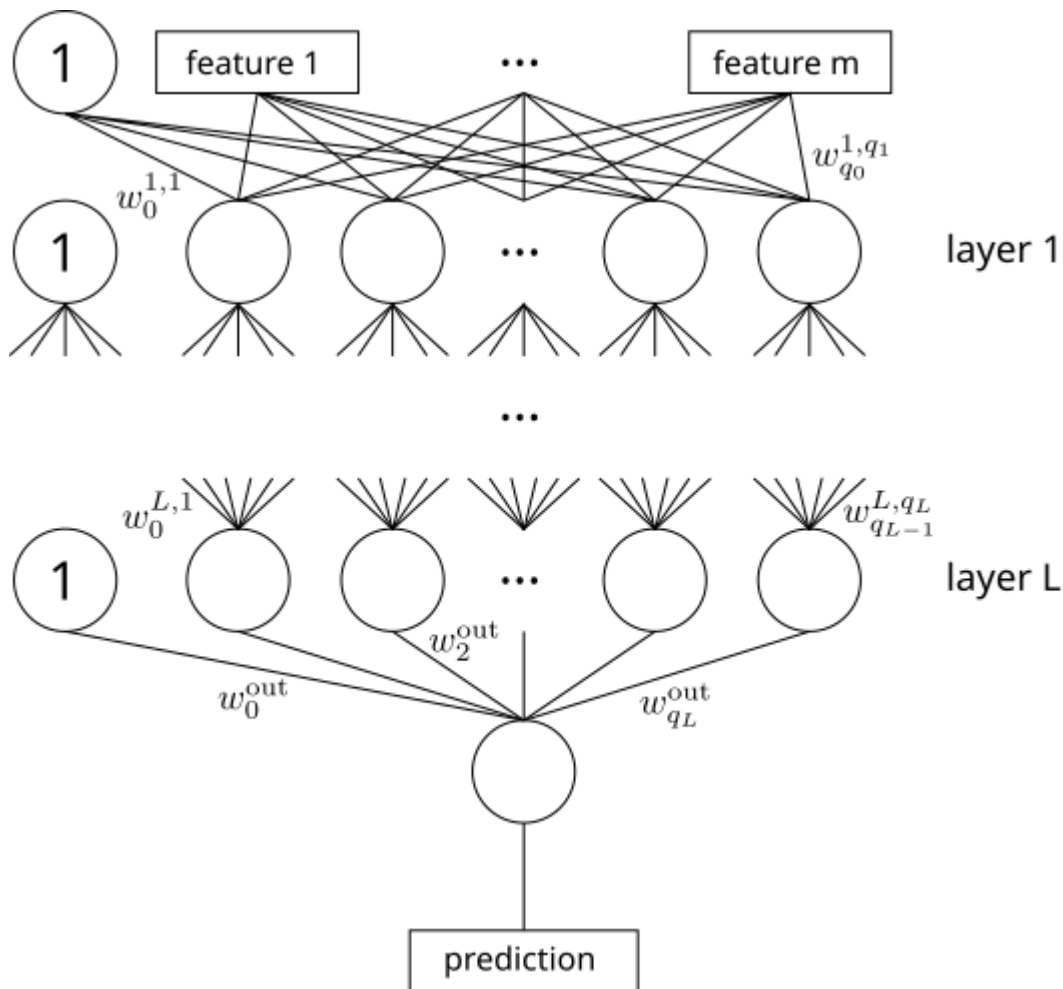 1 feature 1 ... feature m
w_0^{1,1} w_{q_0}^{1,q_1}
1 ... layer 1
...
w_0^{L,1} w_{q_{L-1}}^{L,q_L}
1 ... layer L
w_2^{out}
w_0^{out} w_{q_L}^{out}
prediction